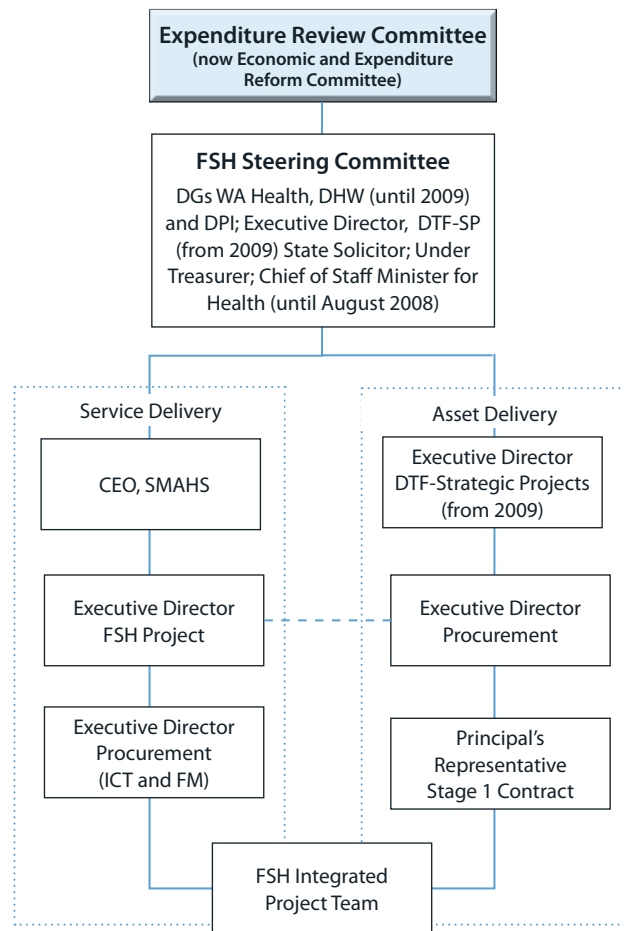 Expenditure Review Committee
(now Economic and Expenditure
Reform Committee)
FSH Steering Committee
DGs WA Health, DHW (until 2009)
and DPI; Executive Director, DTF-SP
(from 2009) State Solicitor; Under
Treasurer; Chief of Staff Minister for
Health (until August 2008)
Service Delivery
CEO, SMAHS
Executive Director
FSH Project
Executive Director
Procurement
(ICT and FM)
Asset Delivery
Executive Director
DTF-Strategic Projects
(from 2009)
Executive Director
Procurement
Principal's
Representative
Stage 1 Contract
FSH Integrated
Project Team